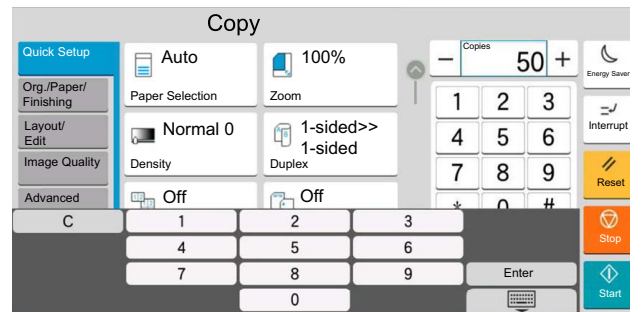 Copy
Quick Setup
Org./Paper/
Finishing
Layout/
Edit
Image Quality
Advanced
Auto
Paper Selection
100%
Zoom
Normal 0
Density
1-sided>>
1-sided
Duplex
Off
Off
Copies
− 50 +
1 2 3
4 5 6
7 8 9
* 0 #
Energy Saver
Interrupt
Reset
Stop
Start
C 1 2 3
4 5 6
7 8 9
Enter
0